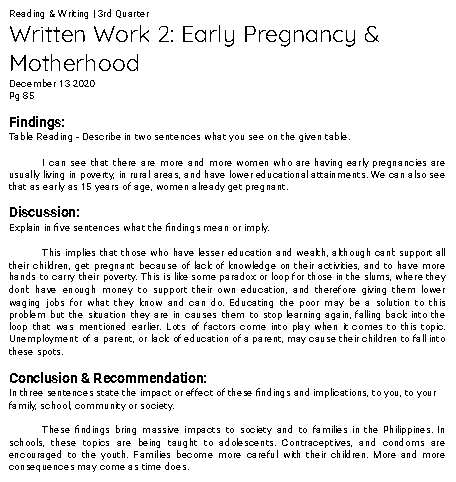 Reading & Writing | 3rd Quarter
Written Work 2: Early Pregnancy &
Motherhood
December 13 2020
Pg 85
Findings:
Table Reading - Describe in two sentences what you see on the given table.
I can see that there are more and more women who are having early pregnancies are
usually living in poverty, in rural areas, and have lower educational attainments. We can also see
that as early as 15 years of age, women already get pregnant.
Discussion:
Explain in five sentences what the findings mean or imply.
This implies that those who have lesser education and wealth, although cant support all
their children, get pregnant because of lack of knowledge on their activities, and to have more
hands to carry their poverty. This is like some paradox or loop for those in the slums, where they
dont have enough money to support their own education, and therefore giving them lower
waging jobs for what they know and can do. Educating the poor may be a solution to this
problem but the situation they are in causes them to stop learning again, falling back into the
loop that was mentioned earlier. Lots of factors come into play when it comes to this topic.
Unemployment of a parent, or lack of education of a parent, may cause their children to fall into
these spots.
Conclusion & Recommendation:
In three sentences state the impact or effect of these findings and implications, to you, to your
family, school, community or society.
These findings bring massive impacts to society and to families in the Philippines. In
schools, these topics are being taught to adolescents. Contraceptives, and condoms are
encouraged to the youth. Families become more careful with their children. More and more
consequences may come as time does.